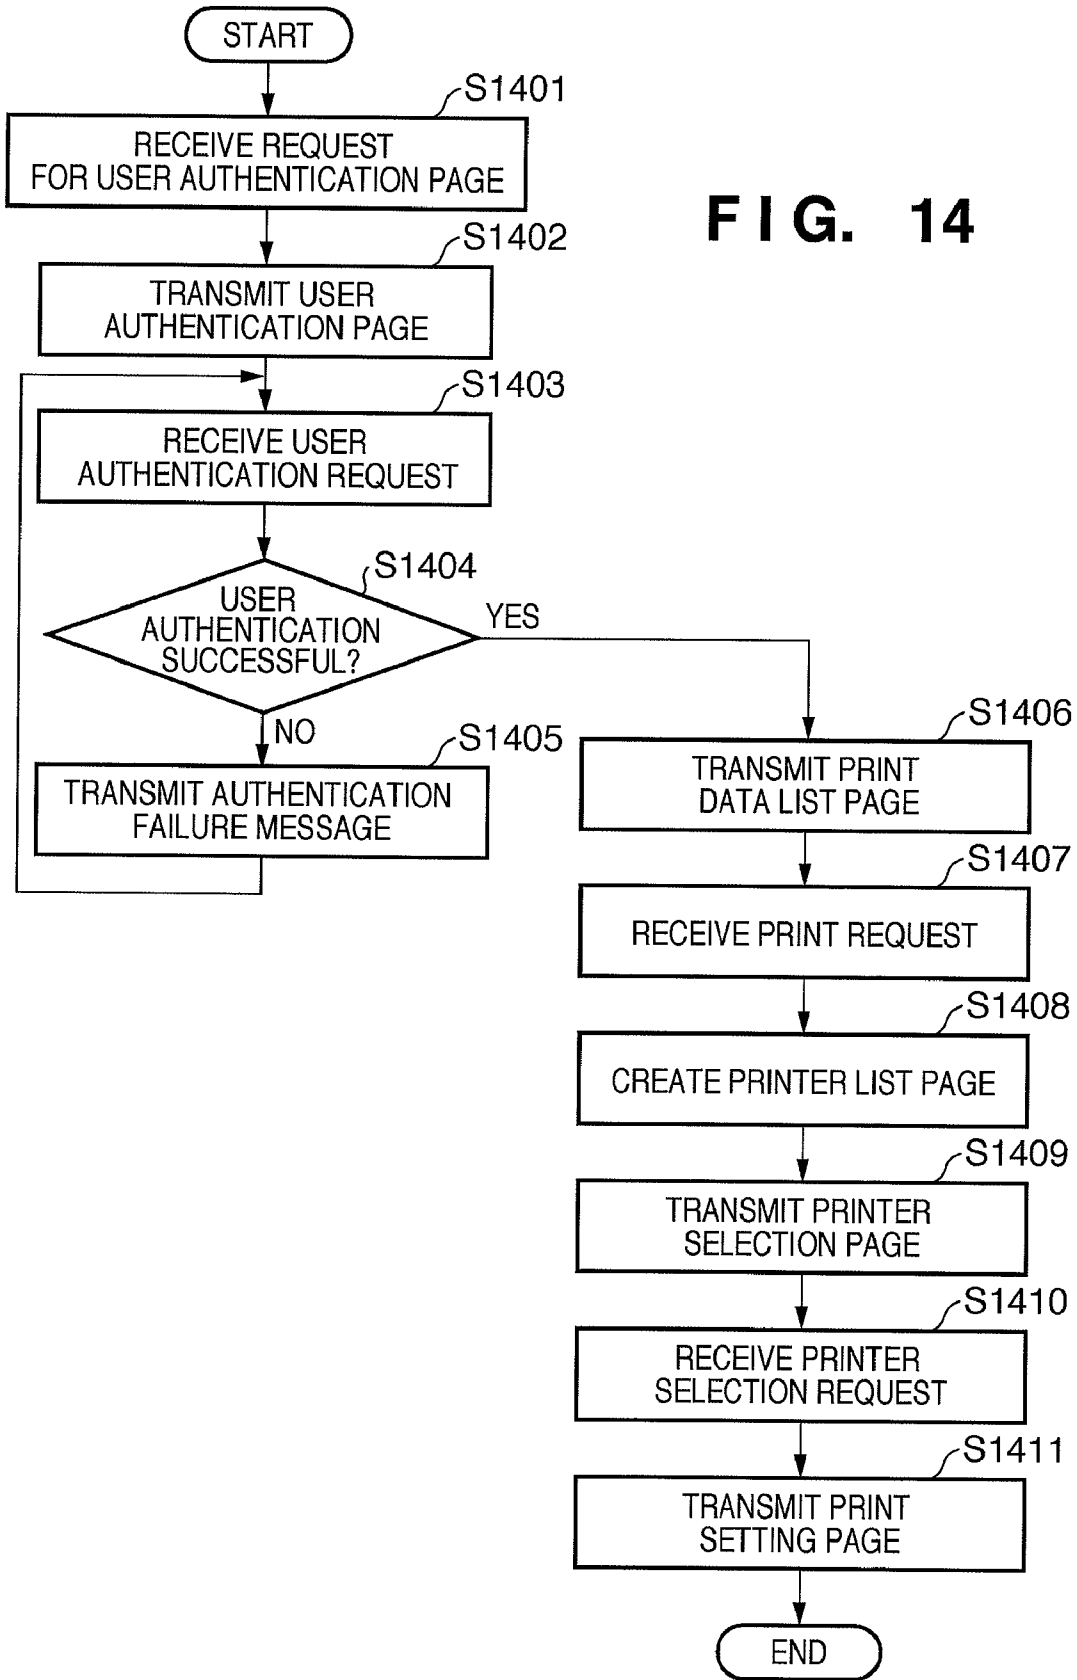 START
S1401
RECEIVE REQUEST
FOR USER AUTHENTICATION PAGE
FIG. 14
S1402
TRANSMIT USER
AUTHENTICATION PAGE
S1403
RECEIVE USER
AUTHENTICATION REQUEST
S1404
USER
AUTHENTICATION
SUCCESSFUL?
YES
NO
S1405
TRANSMIT AUTHENTICATION
FAILURE MESSAGE
S1406
TRANSMIT PRINT
DATA LIST PAGE
S1407
RECEIVE PRINT REQUEST
S1408
CREATE PRINTER LIST PAGE
S1409
TRANSMIT PRINTER
SELECTION PAGE
S1410
RECEIVE PRINTER
SELECTION REQUEST
S1411
TRANSMIT PRINT
SETTING PAGE
END